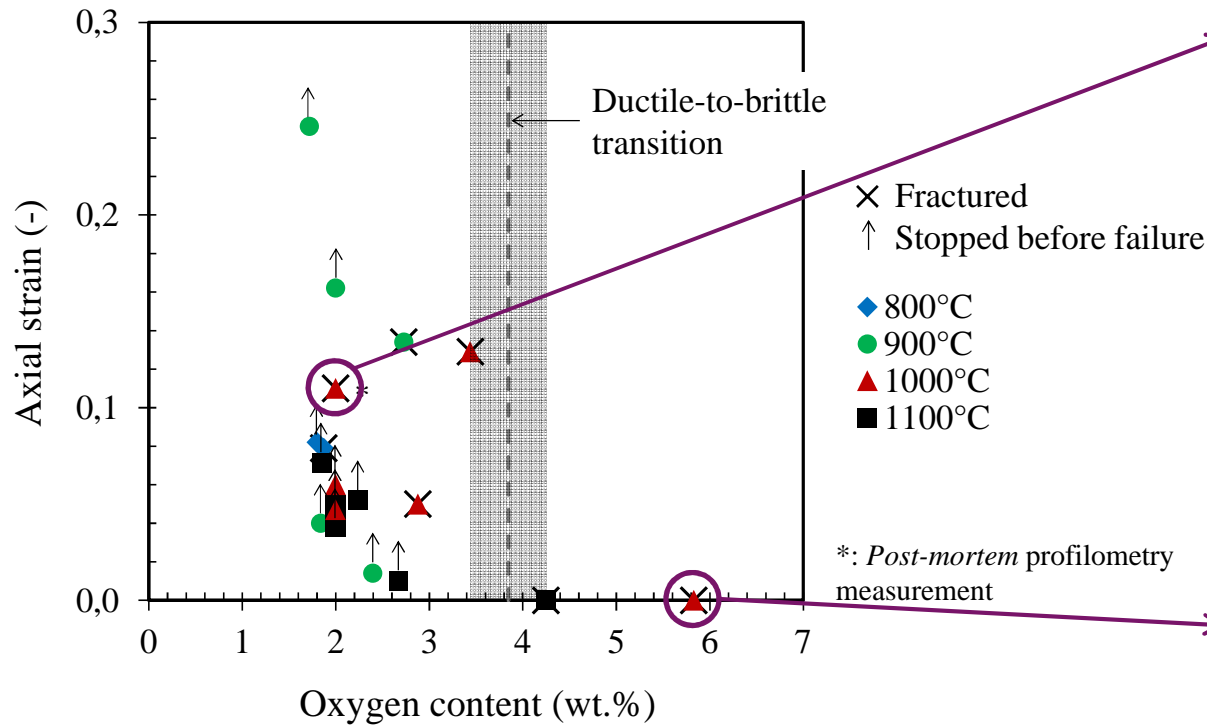 0,3
0,2
0,1
0,0
Axial strain (-)
0
1
2
3
4
5
6
7
Oxygen content (wt.%)
Ductile-to-brittle
transition
*
Fractured
Stopped before failure
800°C
900°C
1000°C
1100°C
*: Post-mortem profilometry
measurement